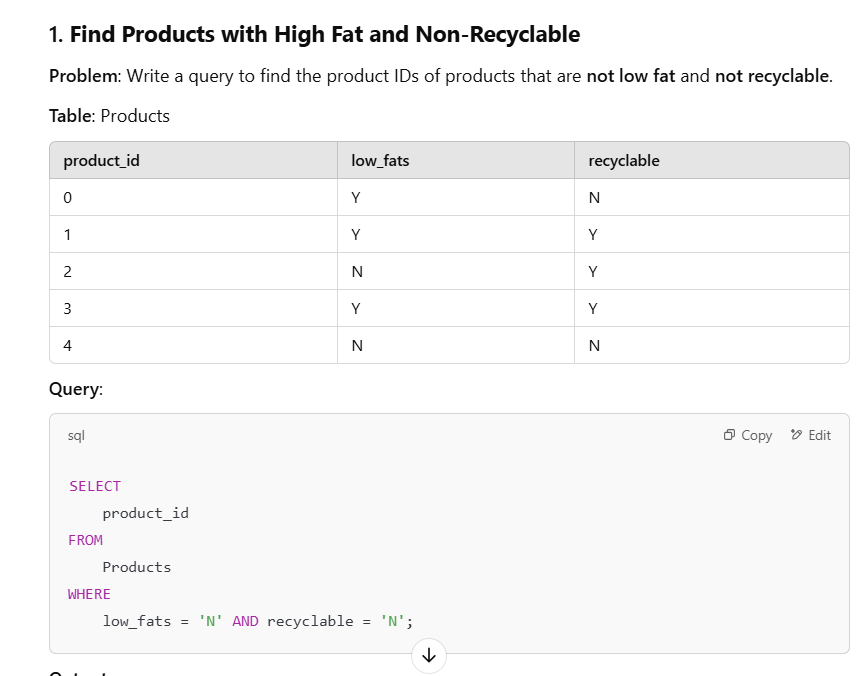 1. Find Products with High Fat and Non-Recyclable
Problem: Write a query to find the product IDs of products that are not low fat and not recyclable.
Table: Products
product_id low_fats recyclable
0 Y N
1 Y Y
2 N Y
3 Y Y
4 N N
Query:
sql Copy Edit
SELECT
product_id
FROM
Products
WHERE
low_fats = 'N' AND recyclable = 'N';